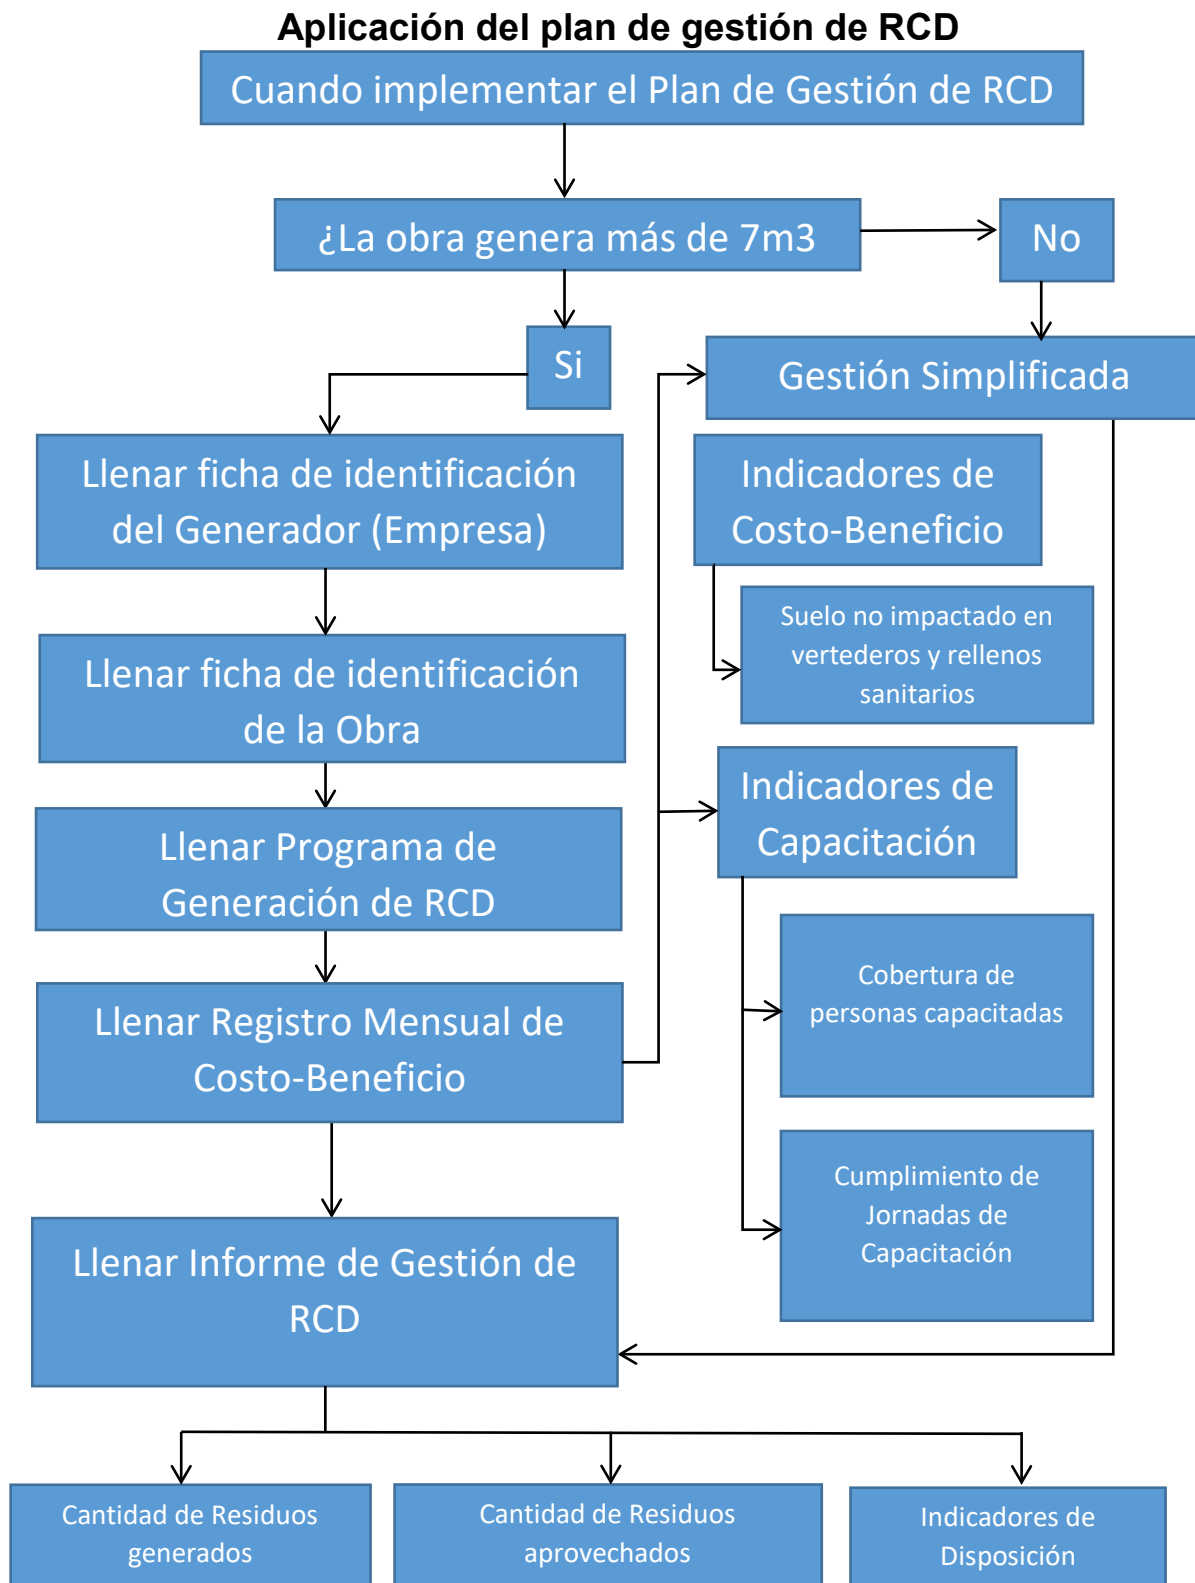 Aplicación del plan de gestión de RCD
Cuando implementar el Plan de Gestión de RCD
¿La obra genera más de 7m3
No
Si
Gestión Simplificada
Llenar ficha de identificación
del Generador (Empresa)
Indicadores de
Costo-Beneficio
Suelo no impactado en
vertederos y rellenos
sanitarios
Llenar ficha de identificación
de la Obra
Indicadores de
Capacitación
Llenar Programa de
Generación de RCD
Cobertura de
personas capacitadas
Llenar Registro Mensual de
Costo-Beneficio
Cumplimiento de
Jornadas de
Capacitación
Llenar Informe de Gestión de
RCD
Cantidad de Residuos
generados
Cantidad de Residuos
aprovechados
Indicadores de
Disposición